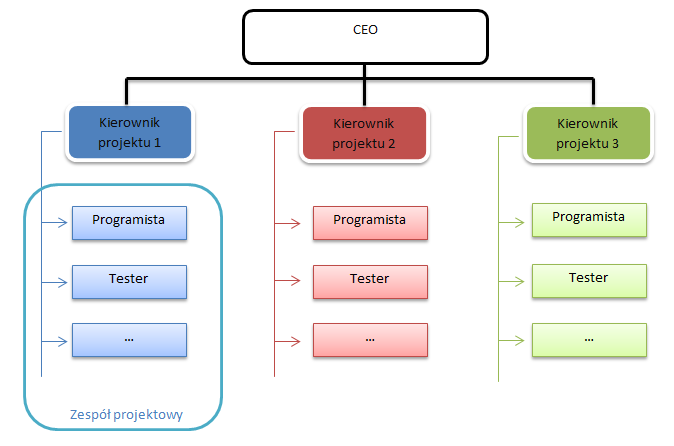 CEO
Kierownik
projektu 1
Kierownik
projektu 2
Kierownik
projektu 3
Programista
Programista
Programista
Tester
Tester
Tester
...
...
...
Zespół projektowy